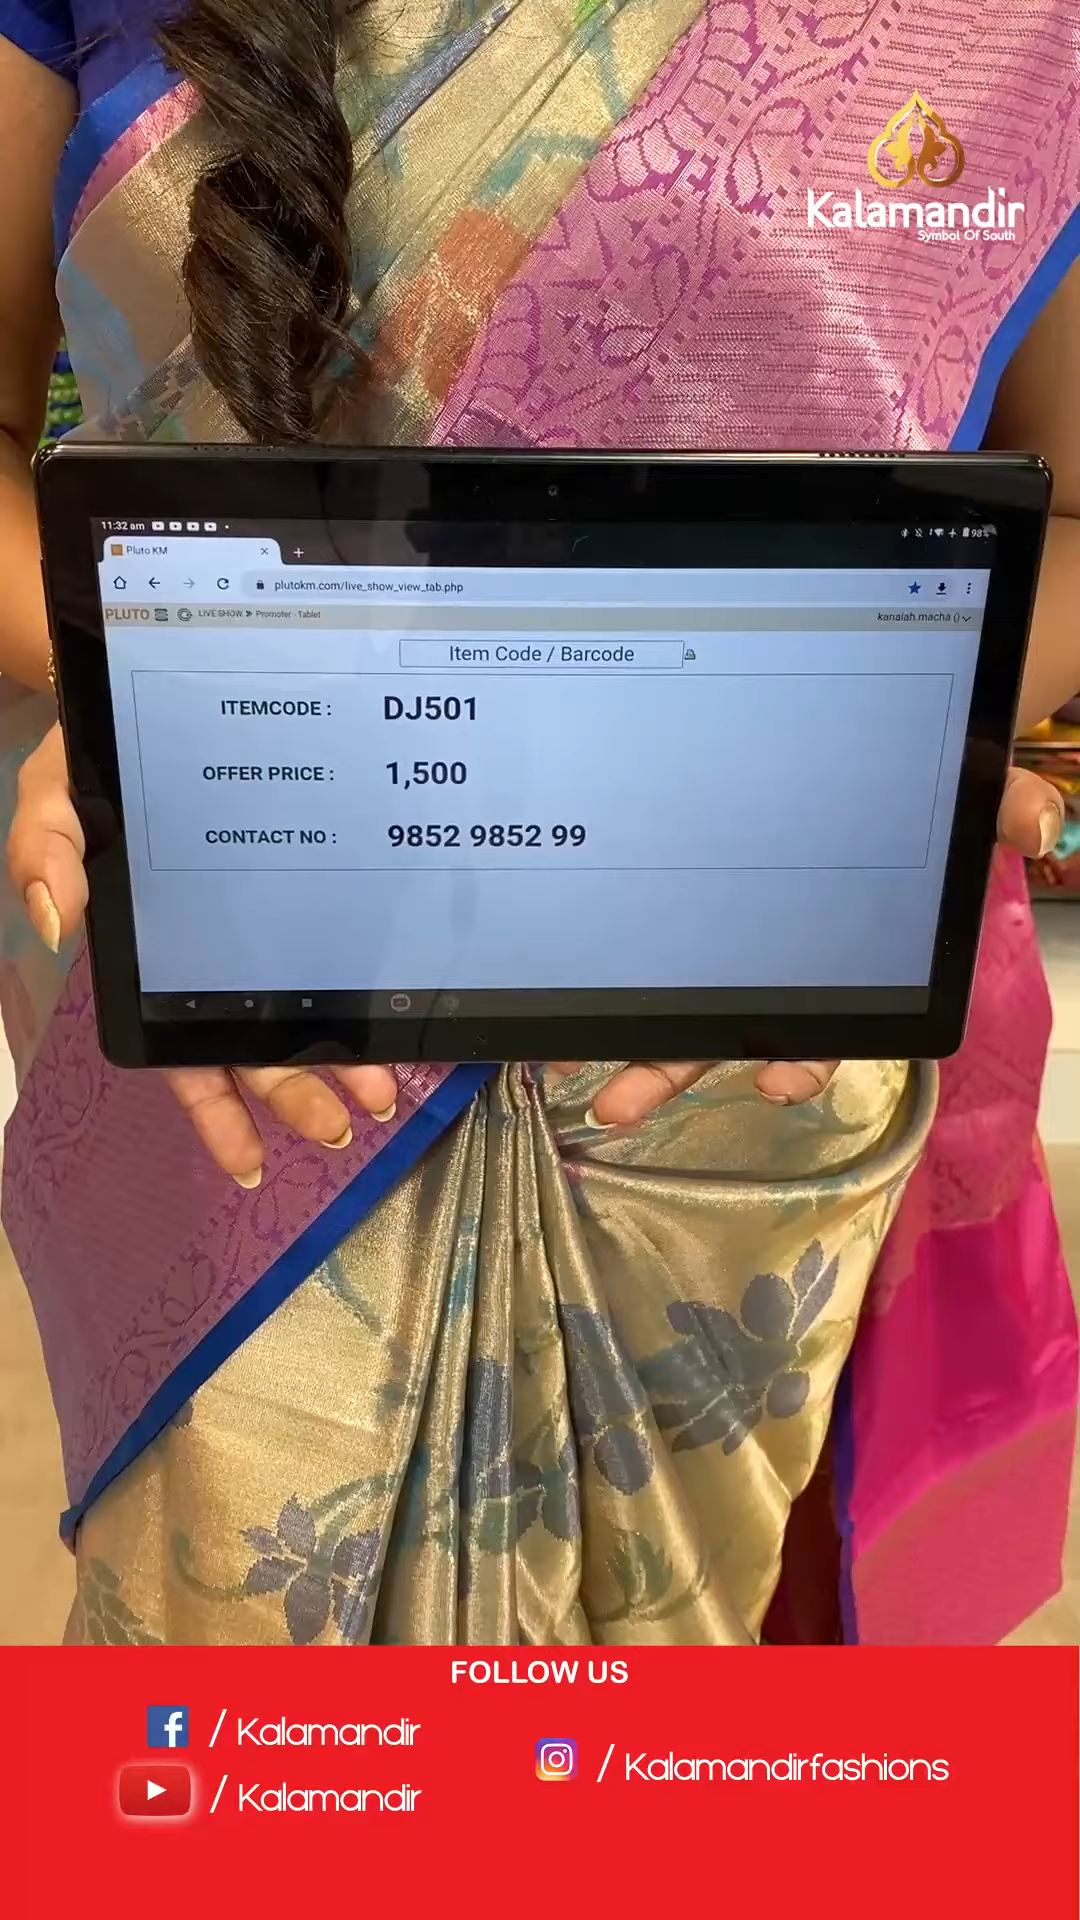 Kalamandir
Symbol Of South
11:32 am
98%
Pluto KM
plutokm.com/live_show_view_tab.php
PLUTO
LIVE SHOW » Promoter - Tablet
kanaiah.macha ()
Item Code / Barcode
ITEMCODE : DJ501
OFFER PRICE : 1,500
CONTACT NO : 9852 9852 99
FOLLOW US
/ Kalamandir
/ Kalamandirfashions
/ Kalamandir